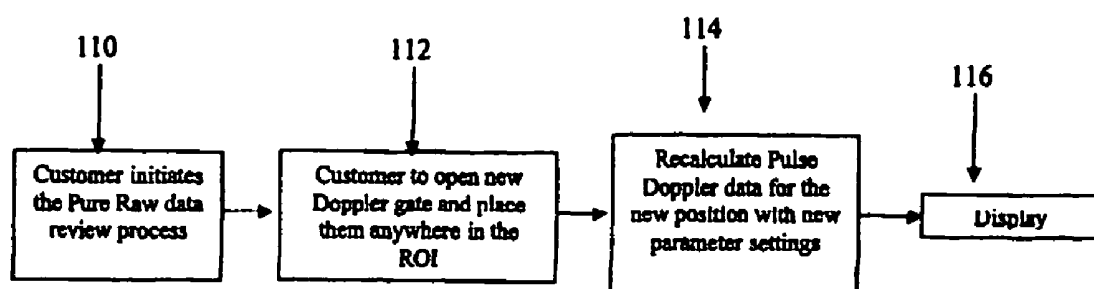 110
112
114
116
Customer initiates
the Pure Raw data
review process
Customer to open new
Doppler gate and place
them anywhere in the
ROI
Recalculate Pulse
Doppler data for the
new position with new
parameter settings
Display